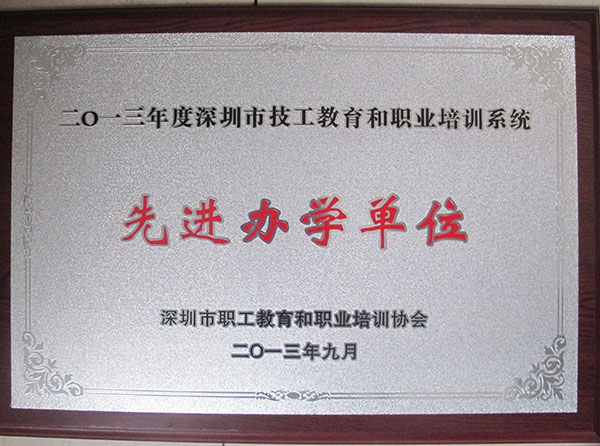 二〇一三年度深圳市技工教育和职业培训系统
先进办学单位
深圳市职工教育和职业培训协会
二〇一三年九月